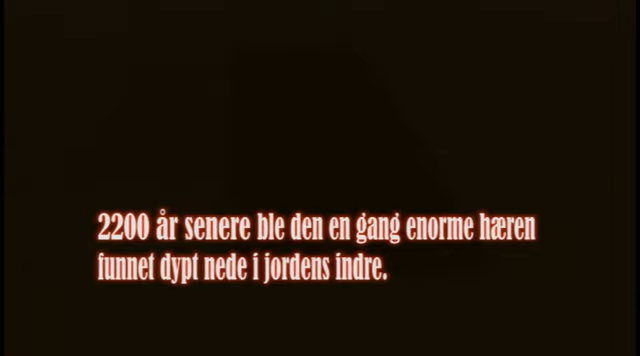 2200 år senere ble den en gang enorme hæren
funnet dypt nede i jordens indre.